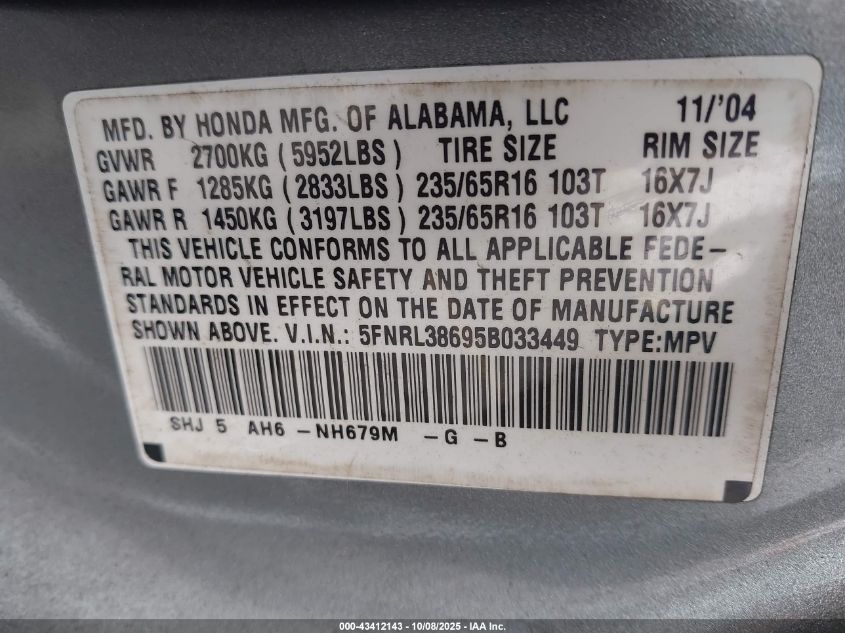 MFD. BY HONDA MFG. OF ALABAMA, LLC 11/'04
GVWR 2700KG (5952LBS) TIRE SIZE RIM SIZE
GAWR F 1285KG (2833LBS) 235/65R16 103T 16X7J
GAWR R 1450KG (3197LBS) 235/65R16 103T 16X7J
THIS VEHICLE CONFORMS TO ALL APPLICABLE FEDE-
RAL MOTOR VEHICLE SAFETY AND THEFT PREVENTION
STANDARDS IN EFFECT ON THE DATE OF MANUFACTURE
SHOWN ABOVE. V.I.N.: 5FNRL38695B033449 TYPE:MPV
SHJ 5 AH6 -NH679M -G -B
000-43412143 - 10/08/2025 - IAA Inc.